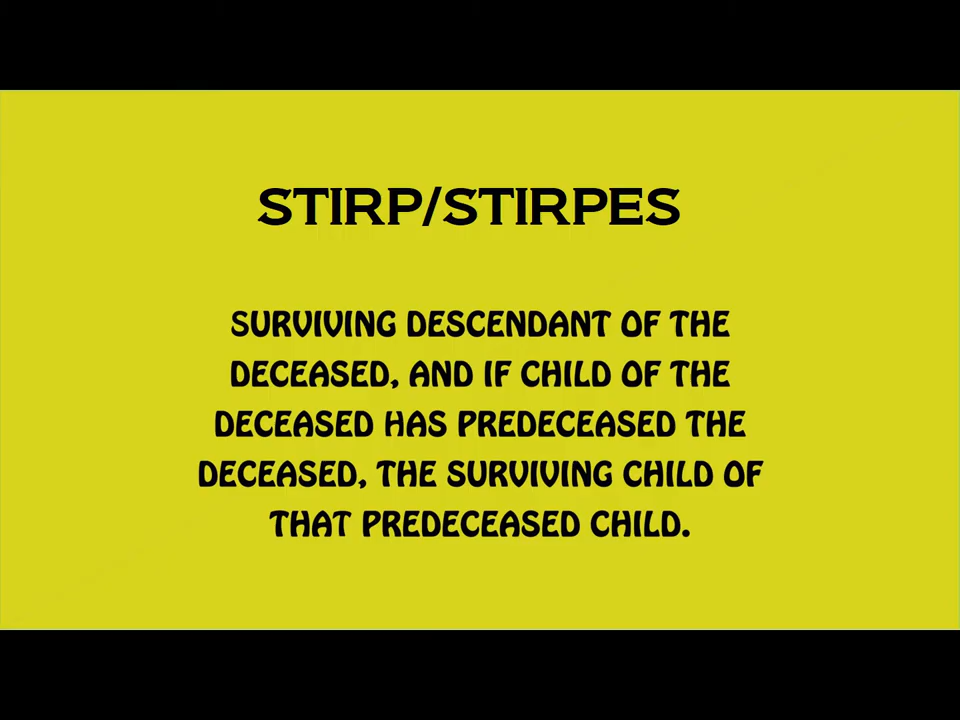 STIRP/STIRPES
SURVIVING DESCENDANT OF THE
DECEASED, AND IF CHILD OF THE
DECEASED HAS PREDECEASED THE
DECEASED, THE SURVIVING CHILD OF
THAT PREDECEASED CHILD.